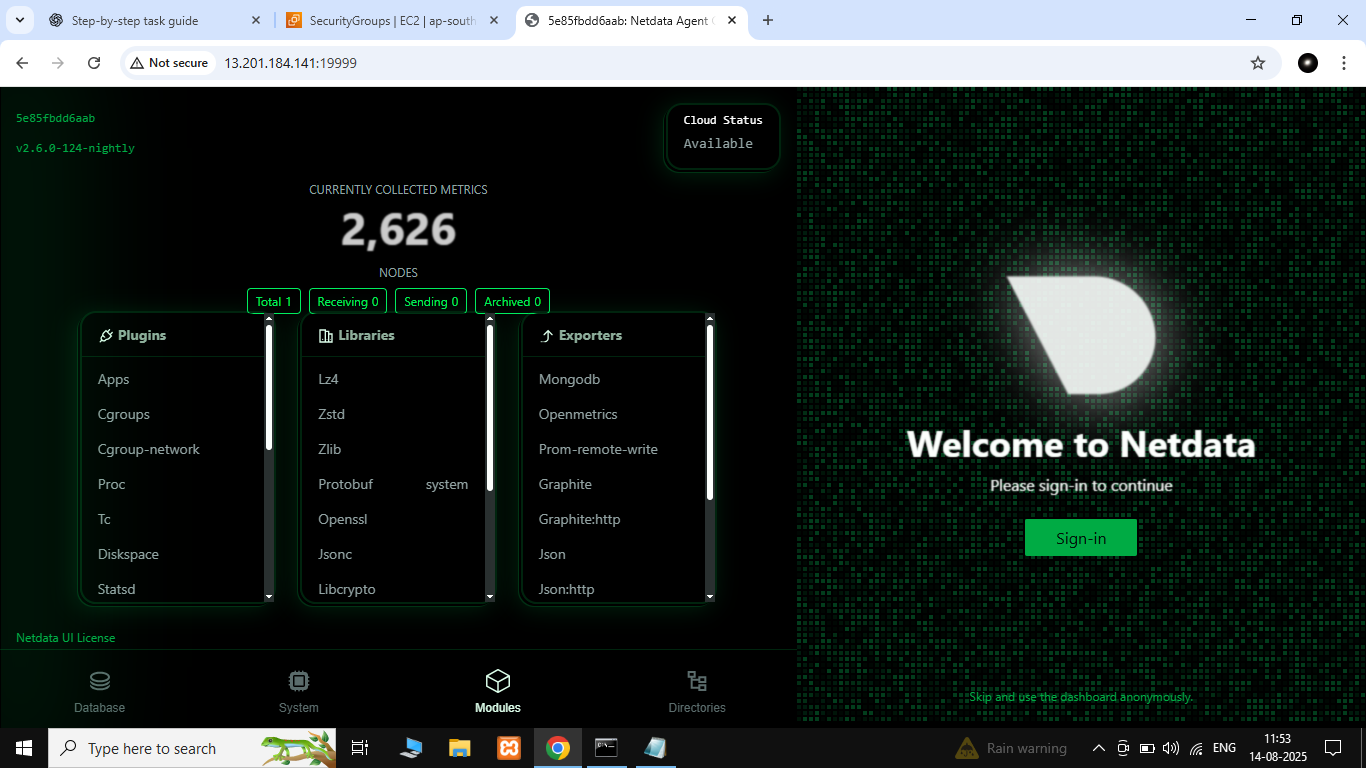 Step-by-step task guide
SecurityGroups | EC2 | ap-south
5e85fbdd6aab: Netdata Agent
Not secure
13.201.184.141:19999
5e85fbdd6aab
v2.6.0-124-nightly
Cloud Status
Available
CURRENTLY COLLECTED METRICS
2,626
NODES
Total 1
Receiving 0
Sending 0
Archived 0
Plugins
Apps
Cgroups
Cgroup-network
Proc
Tc
Diskspace
Statsd
Libraries
Lz4
Zstd
Zlib
Protobuf system
Openssl
Jsonc
Libcrypto
Exporters
Mongodb
Openmetrics
Prom-remote-write
Graphite
Graphite:http
Json
Json:http
Netdata UI License
Database
System
Modules
Directories
Welcome to Netdata
Please sign-in to continue
Sign-in
Skip and use the dashboard anonymously.
Type here to search
Rain warning
ENG
11:53
14-08-2025